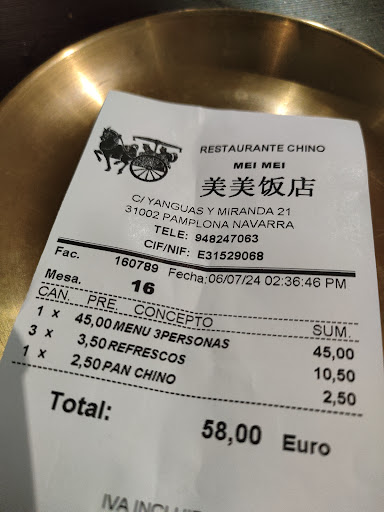 RESTAURANTE CHINO
MEI MEI
美美饭店
C/ YANGUAS Y MIRANDA 21
31002 PAMPLONA NAVARRA
TELE: 948247063
CIF/NIF: E31529068
Fac. 160789 Fecha:06/07/24 02:36:46 PM
Mesa. 16
CAN. PRE. CONCEPTO SUM.
1 x 45,00 MENU 3PERSONAS 45,00
3 x 3,50 REFRESCOS 10,50
1 x 2,50 PAN CHINO 2,50
Total: 58,00 Euro
IVA